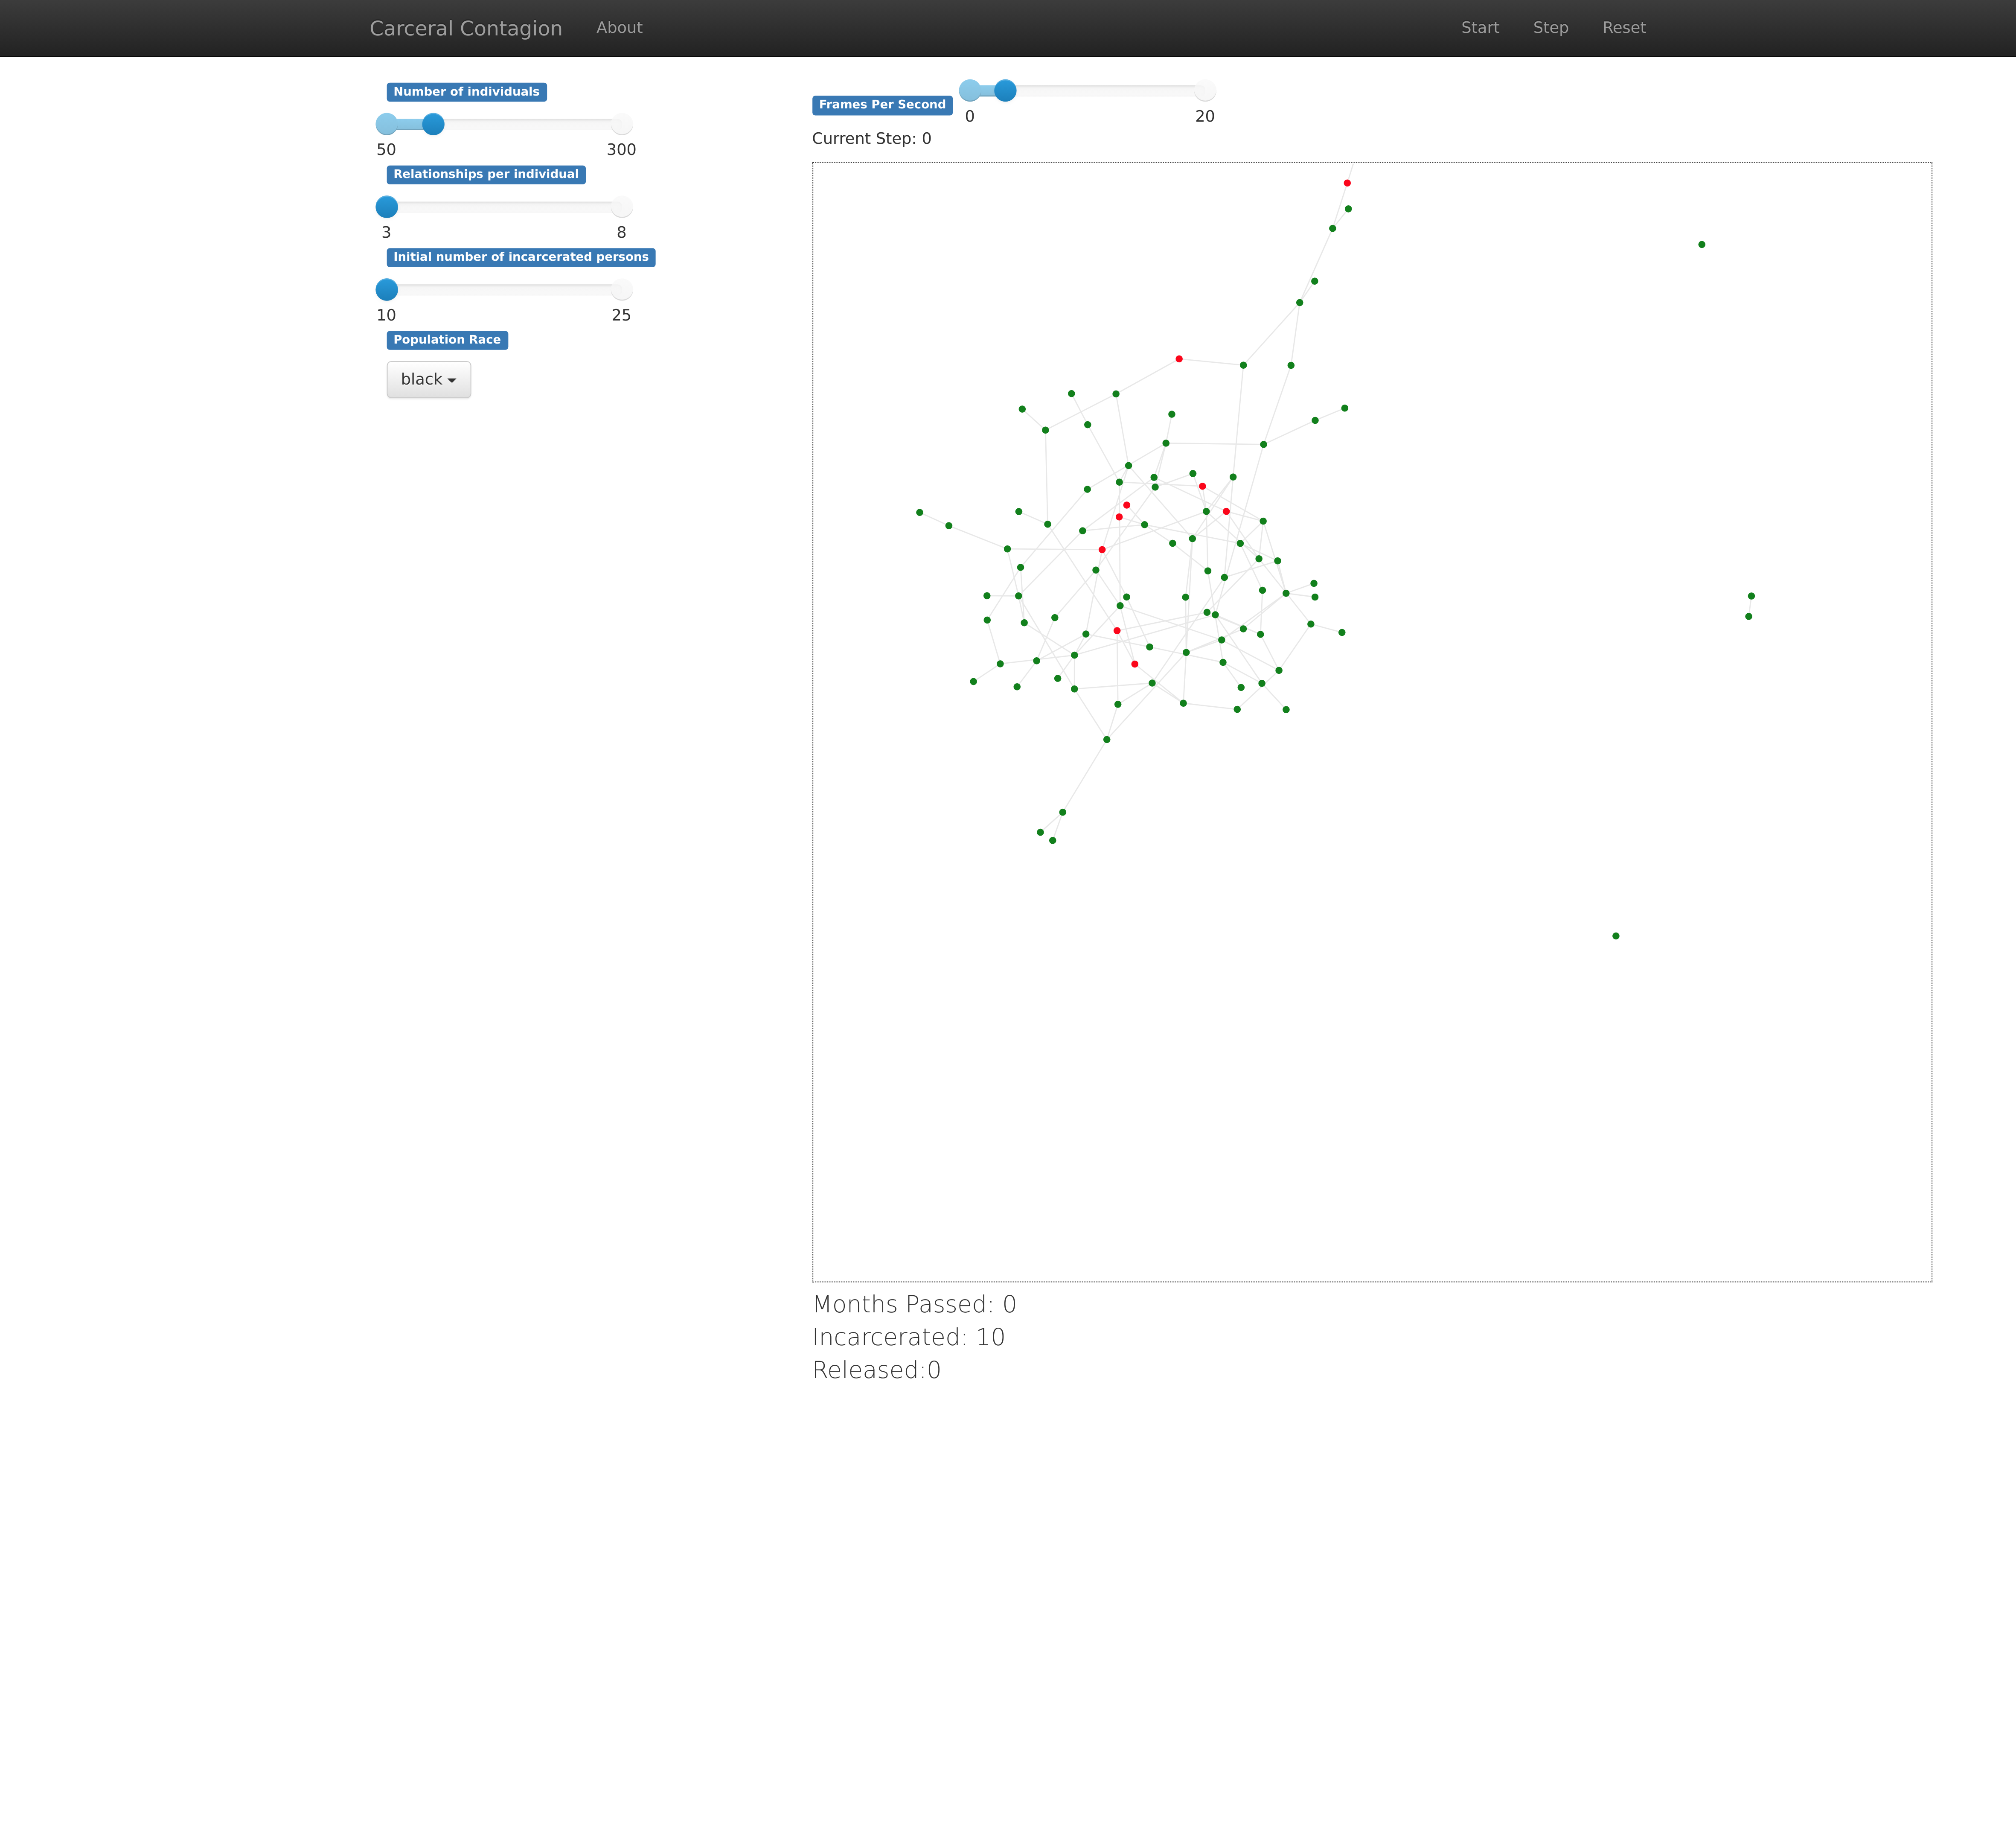 Carceral Contagion About Start Step Reset
Number of individuals
50 300
Relationships per individual
3 8
Initial number of incarcerated persons
10 25
Population Race
black
Frames Per Second
0 20
Current Step: 0
Months Passed: 0
Incarcerated: 10
Released:0